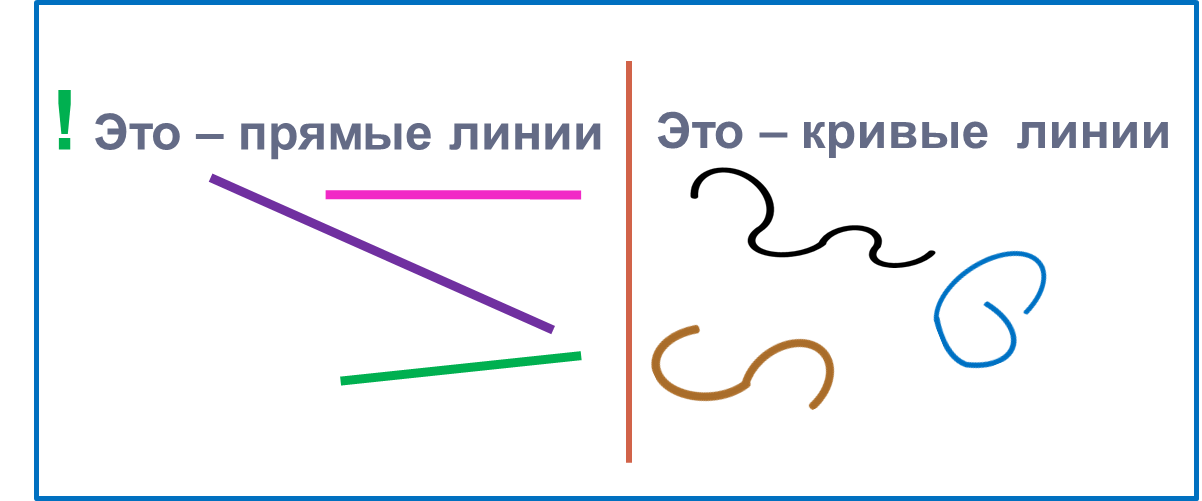 ! Это – прямые линии
Это – кривые линии